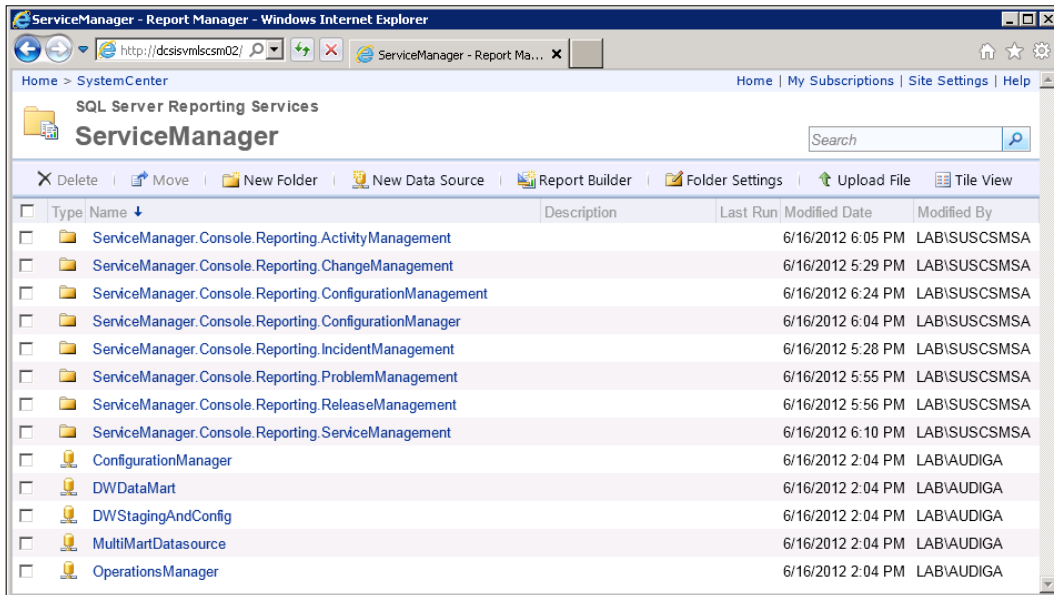 ServiceManager - Report Manager - Windows Internet Explorer
http://dcsisvmlscsm02/ ServiceManager - Report Ma...
Home > SystemCenter Home | My Subscriptions | Site Settings | Help
SQL Server Reporting Services
ServiceManager
Search
Delete | Move | New Folder | New Data Source | Report Builder | Folder Settings | Upload File Tile View
Type Name Description Last Run Modified Date Modified By
ServiceManager.Console.Reporting.ActivityManagement 6/16/2012 6:05 PM LAB\SUSCSMSA
ServiceManager.Console.Reporting.ChangeManagement 6/16/2012 5:29 PM LAB\SUSCSMSA
ServiceManager.Console.Reporting.ConfigurationManagement 6/16/2012 6:24 PM LAB\SUSCSMSA
ServiceManager.Console.Reporting.ConfigurationManager 6/16/2012 6:04 PM LAB\SUSCSMSA
ServiceManager.Console.Reporting.IncidentManagement 6/16/2012 5:28 PM LAB\SUSCSMSA
ServiceManager.Console.Reporting.ProblemManagement 6/16/2012 5:55 PM LAB\SUSCSMSA
ServiceManager.Console.Reporting.ReleaseManagement 6/16/2012 5:56 PM LAB\SUSCSMSA
ServiceManager.Console.Reporting.ServiceManagement 6/16/2012 6:10 PM LAB\SUSCSMSA
ConfigurationManager 6/16/2012 2:04 PM LAB\AUDIGA
DWDataMart 6/16/2012 2:04 PM LAB\AUDIGA
DWStagingAndConfig 6/16/2012 2:04 PM LAB\AUDIGA
MultiMartDatasource 6/16/2012 2:04 PM LAB\AUDIGA
OperationsManager 6/16/2012 2:04 PM LAB\AUDIGA